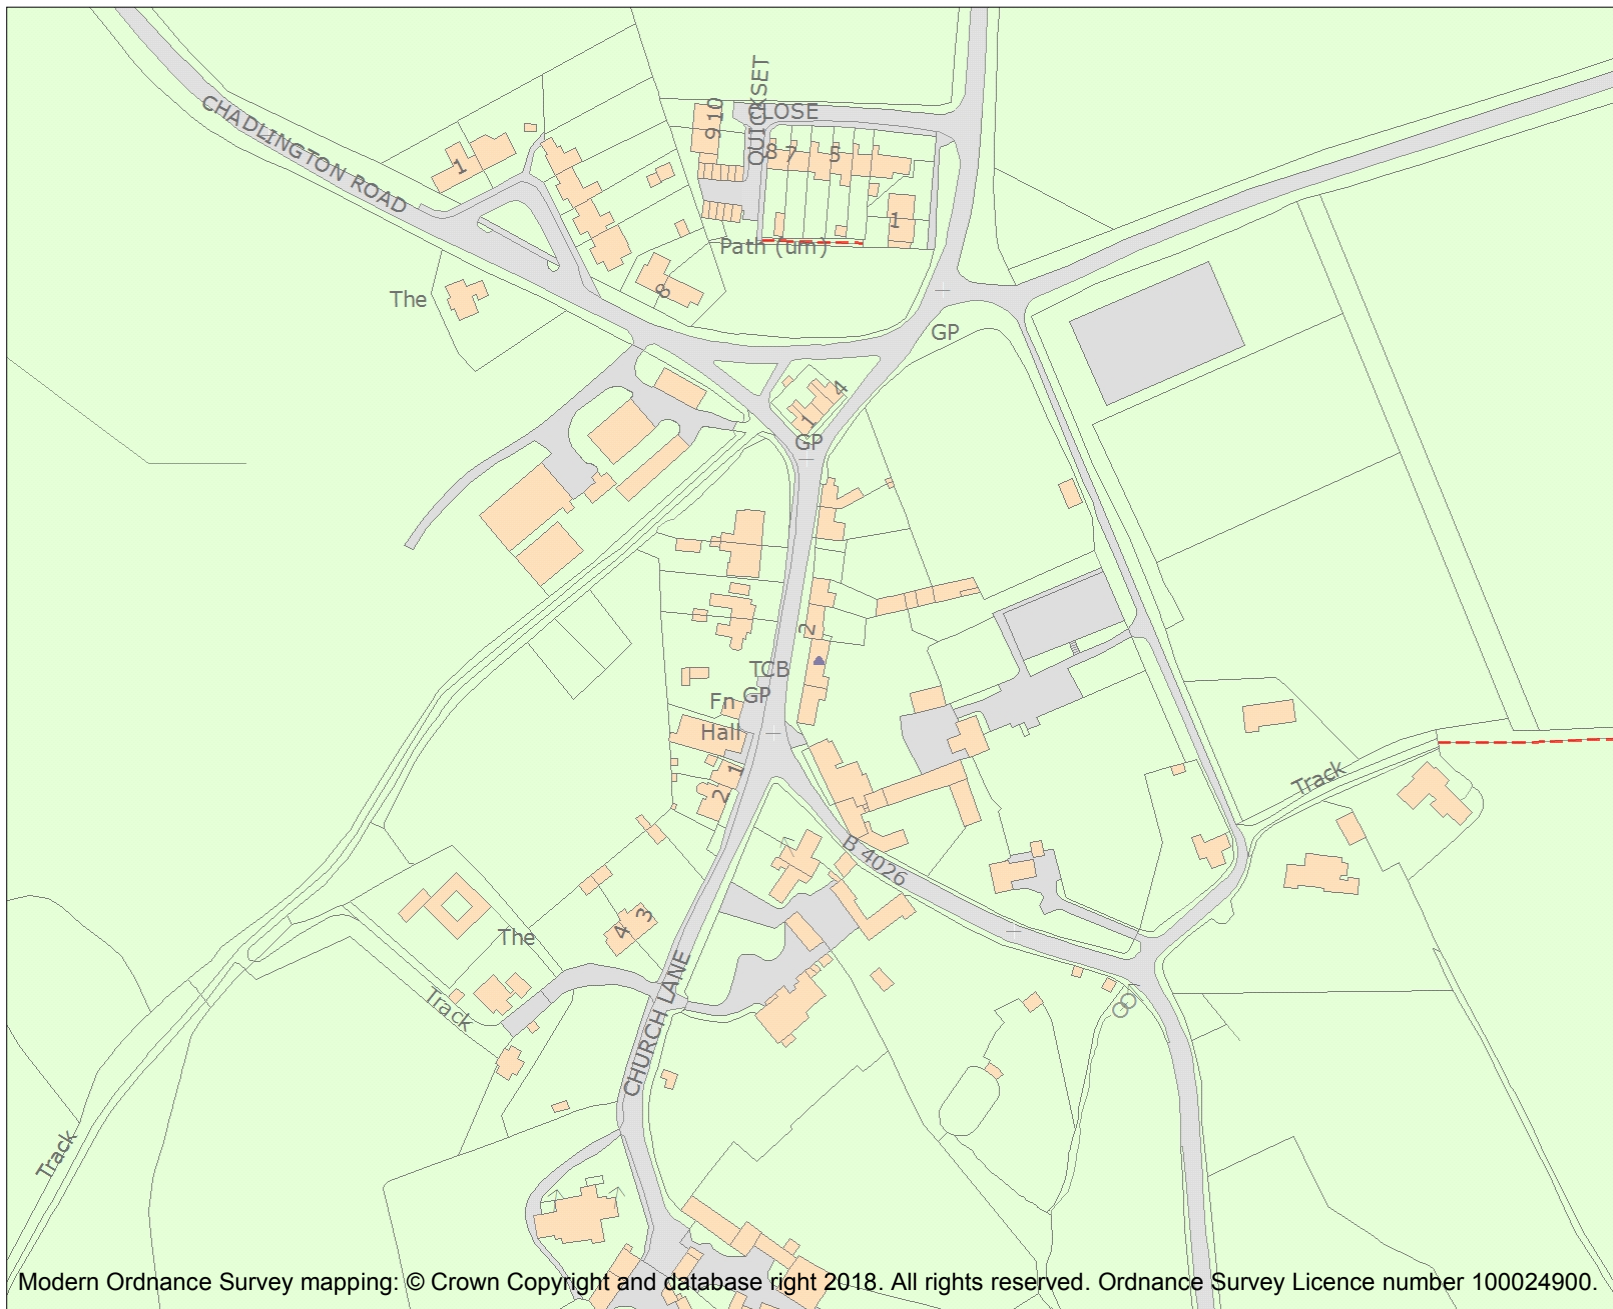 CHADLINGTON ROAD
QUICKSET
CLOSE
9 10
8 7 5
1
1
Path (um)
8
The
GP
4
1
GP
2
TCB
GP
Fn
Hall
1
2
B 4026
3
4
The
Track
Track
CHURCH LANE
Track
Modern Ordnance Survey mapping: © Crown Copyright and database right 2018. All rights reserved. Ordnance Survey Licence number 100024900.